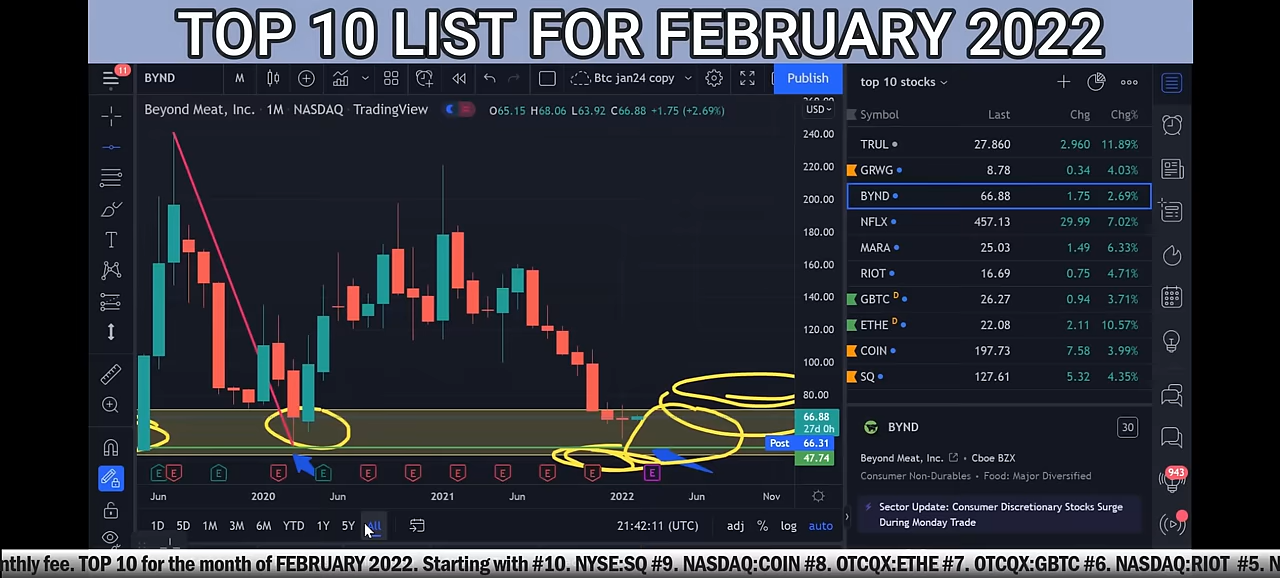 TOP 10 LIST FOR FEBRUARY 2022
11
BYND
M
Btc jan24 copy
Publish
top 10 stocks
Beyond Meat, Inc. · 1M · NASDAQ TradingView
O65.15 H68.06 L63.92 C66.88 +1.75 (+2.69%)
USD
240.00
220.00
200.00
180.00
160.00
140.00
120.00
100.00
80.00
66.88
27d 0h
Post 66.31
47.74
Symbol Last Chg Chg%
TRUL 27.860 2.960 11.89%
GRWG 8.78 0.34 4.03%
BYND 66.88 1.75 2.69%
NFLX 457.13 29.99 7.02%
MARA 25.03 1.49 6.33%
RIOT 16.69 0.75 4.71%
GBTC D 26.27 0.94 3.71%
ETHE D 22.08 2.11 10.57%
COIN 197.73 7.58 3.99%
SQ 127.61 5.32 4.35%
BYND
30
Beyond Meat, Inc. · Cboe BZX
Consumer Non-Durables · Food: Major Diversified
Sector Update: Consumer Discretionary Stocks Surge
During Monday Trade
943
E E E E E E E E E E E E E
Jun 2020 Jun 2021 Jun 2022 Jun Nov
1D 5D 1M 3M 6M YTD 1Y 5Y All
21:42:11 (UTC) adj % log auto
nthly fee. TOP 10 for the month of FEBRUARY 2022. Starting with #10. NYSE:SQ #9. NASDAQ:COIN #8. OTCQX:ETHE #7. OTCQX:GBTC #6. NASDAQ:RIOT #5. N